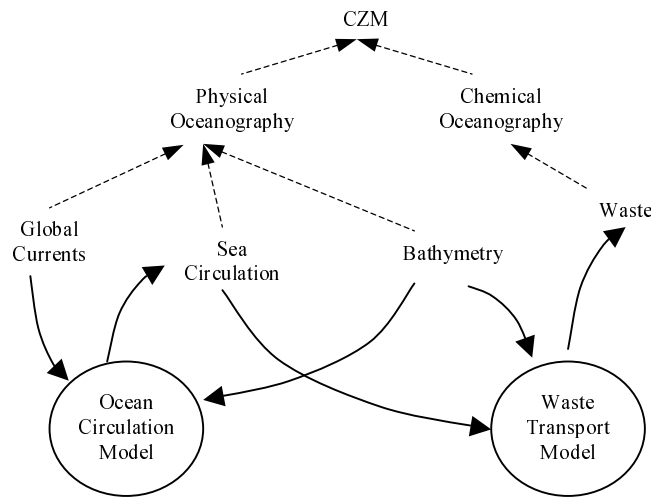 CZM
Physical
Oceanography
Chemical
Oceanography
Global
Currents
Sea
Circulation
Bathymetry
Waste
Ocean
Circulation
Model
Waste
Transport
Model